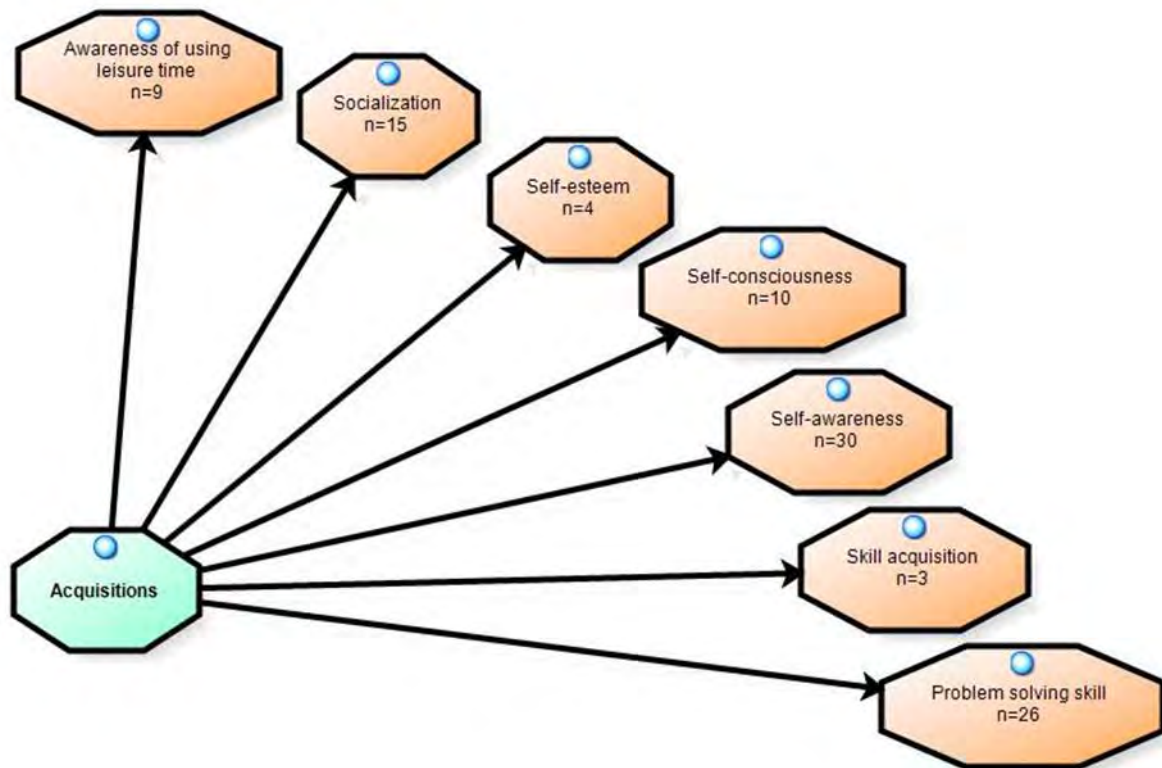 Awareness of using
leisure time
n=9
Socialization
n=15
Self-esteem
n=4
Self-consciousness
n=10
Self-awareness
n=30
Skill acquisition
n=3
Acquisitions
Problem solving skill
n=26